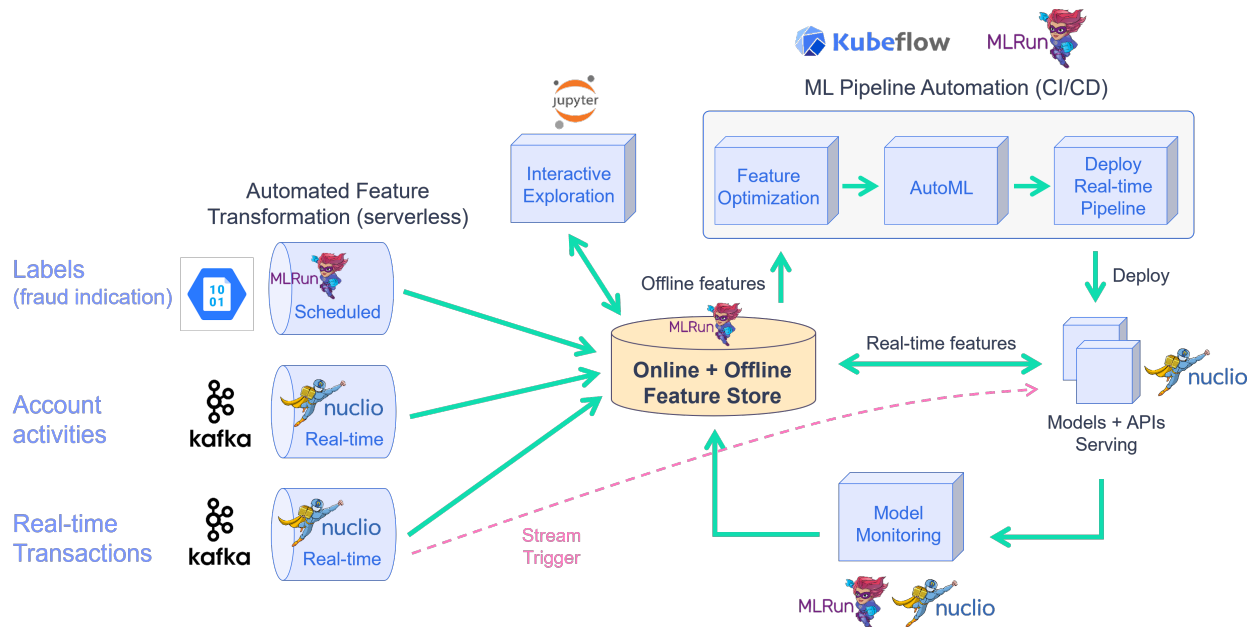 Kubeflow
MLRun
ML Pipeline Automation (CI/CD)
jupyter
Interactive
Exploration
Feature
Optimization
AutoML
Deploy
Real-time
Pipeline
Automated Feature
Transformation (serverless)
Labels
(fraud indication)
10
01
MLRun
Scheduled
Offline features
Deploy
MLRun
Online + Offline
Feature Store
Real-time features
nuclio
Models + APIs
Serving
Account
activities
kafka
nuclio
Real-time
Real-time
Transactions
kafka
nuclio
Real-time
Stream
Trigger
Model
Monitoring
MLRun
nuclio